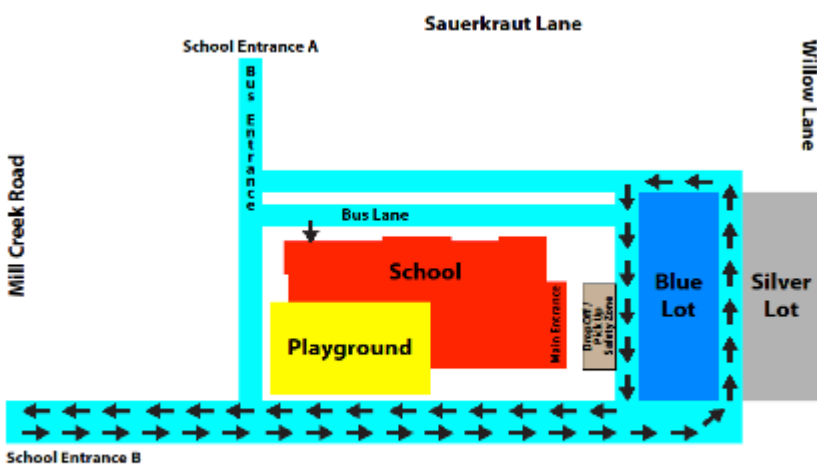 Sauerkraut Lane
School Entrance A
Willow Lane
Bus Entrance
Mill Creek Road
Bus Lane
School
Main Entrance
Drop Off /
Pick Up
Safety Zone
Blue
Lot
Silver
Lot
Playground
School Entrance B